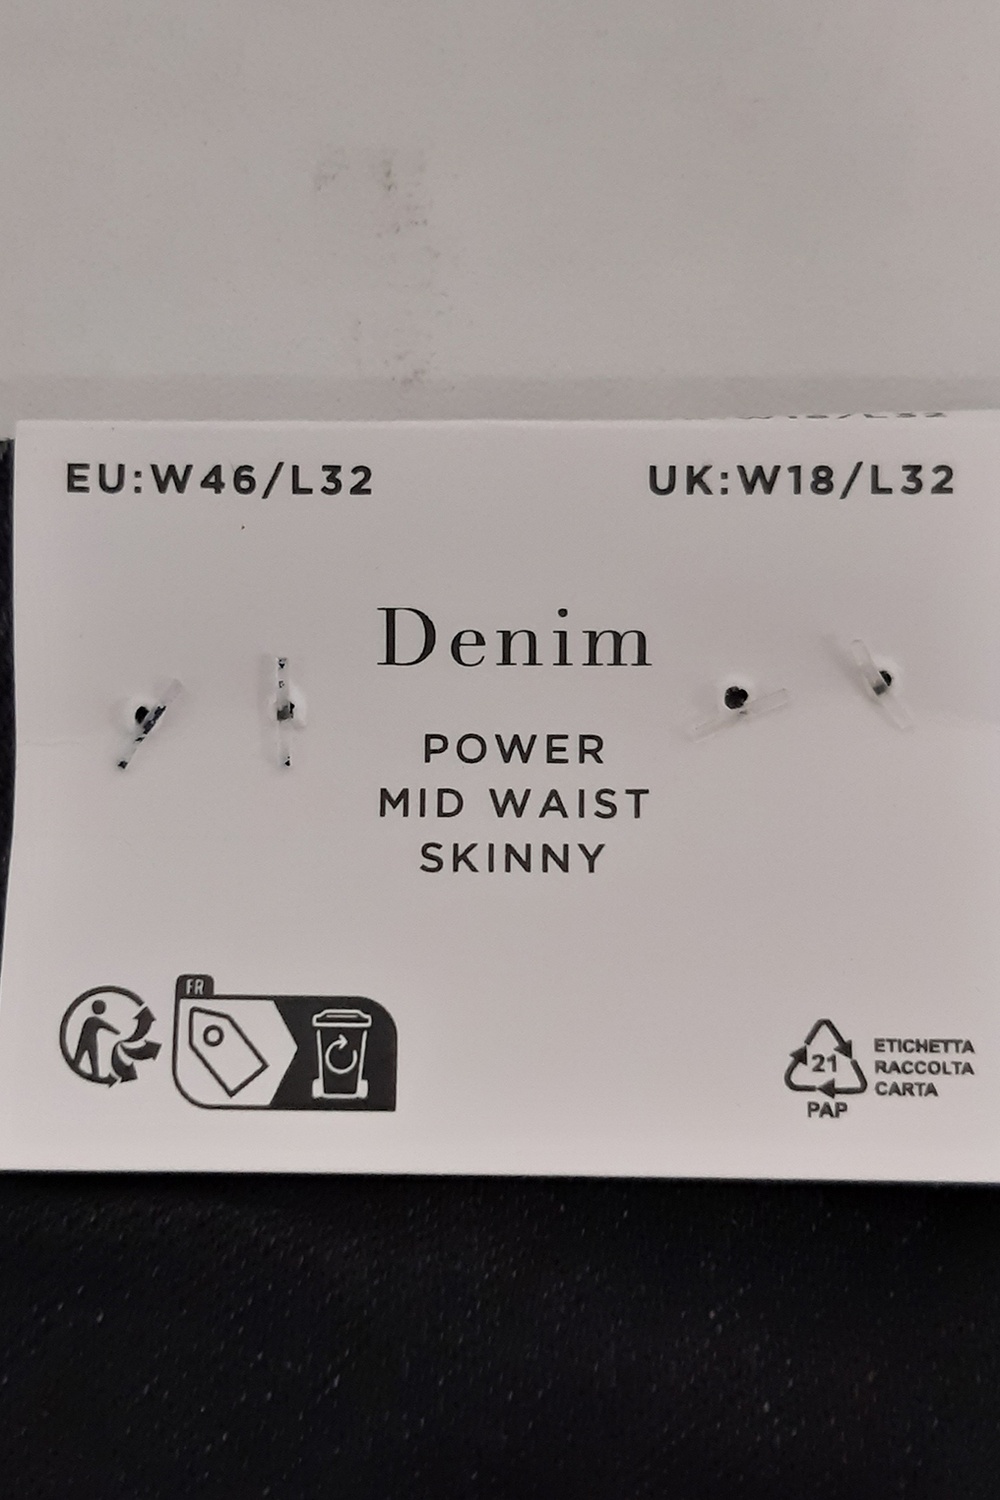 EU:W46/L32
UK:W18/L32
Denim
POWER
MID WAIST
SKINNY
FR
21
PAP
ETICHETTA
RACCOLTA
CARTA